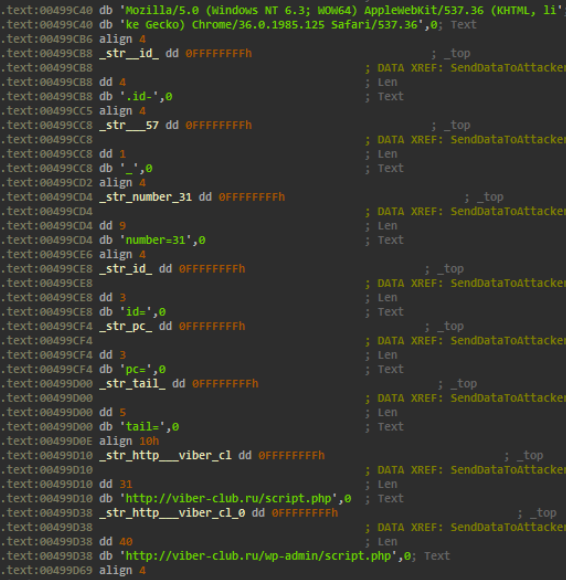 .text:00499C40 db 'Mozilla/5.0 (Windows NT 6.3; WOW64) AppleWebKit/537.36 (KHTML, li'
.text:00499C40 db 'ke Gecko) Chrome/36.0.1985.125 Safari/537.36',0; Text
.text:00499CB6 align 4
.text:00499CB8 _str__id_ dd 0FFFFFFFFh ; _top
.text:00499CB8 ; DATA XREF: SendDataToAttacker
.text:00499CB8 dd 4 ; Len
.text:00499CB8 db '.id-',0 ; Text
.text:00499CC5 align 4
.text:00499CC8 _str___57 dd 0FFFFFFFFh ; _top
.text:00499CC8 ; DATA XREF: SendDataToAttacker
.text:00499CC8 dd 1 ; Len
.text:00499CC8 db '_',0 ; Text
.text:00499CD2 align 4
.text:00499CD4 _str_number_31 dd 0FFFFFFFFh ; _top
.text:00499CD4 ; DATA XREF: SendDataToAttacker
.text:00499CD4 dd 9 ; Len
.text:00499CD4 db 'number=31',0 ; Text
.text:00499CE6 align 4
.text:00499CE8 _str_id_ dd 0FFFFFFFFh ; _top
.text:00499CE8 ; DATA XREF: SendDataToAttacker
.text:00499CE8 dd 3 ; Len
.text:00499CE8 db 'id=',0 ; Text
.text:00499CF4 _str_pc_ dd 0FFFFFFFFh ; _top
.text:00499CF4 ; DATA XREF: SendDataToAttacker
.text:00499CF4 dd 3 ; Len
.text:00499CF4 db 'pc=',0 ; Text
.text:00499D00 _str_tail_ dd 0FFFFFFFFh ; _top
.text:00499D00 ; DATA XREF: SendDataToAttacker
.text:00499D00 dd 5 ; Len
.text:00499D00 db 'tail=',0 ; Text
.text:00499D0E align 10h
.text:00499D10 _str_http___viber_cl dd 0FFFFFFFFh ; _top
.text:00499D10 ; DATA XREF: SendDataToAttacker
.text:00499D10 dd 31 ; Len
.text:00499D10 db 'http://viber-club.ru/script.php',0 ; Text
.text:00499D38 _str_http___viber_cl_0 dd 0FFFFFFFFh ; _top
.text:00499D38 ; DATA XREF: SendDataToAttacker
.text:00499D38 dd 40 ; Len
.text:00499D38 db 'http://viber-club.ru/wp-admin/script.php',0; Text
.text:00499D69 align 4